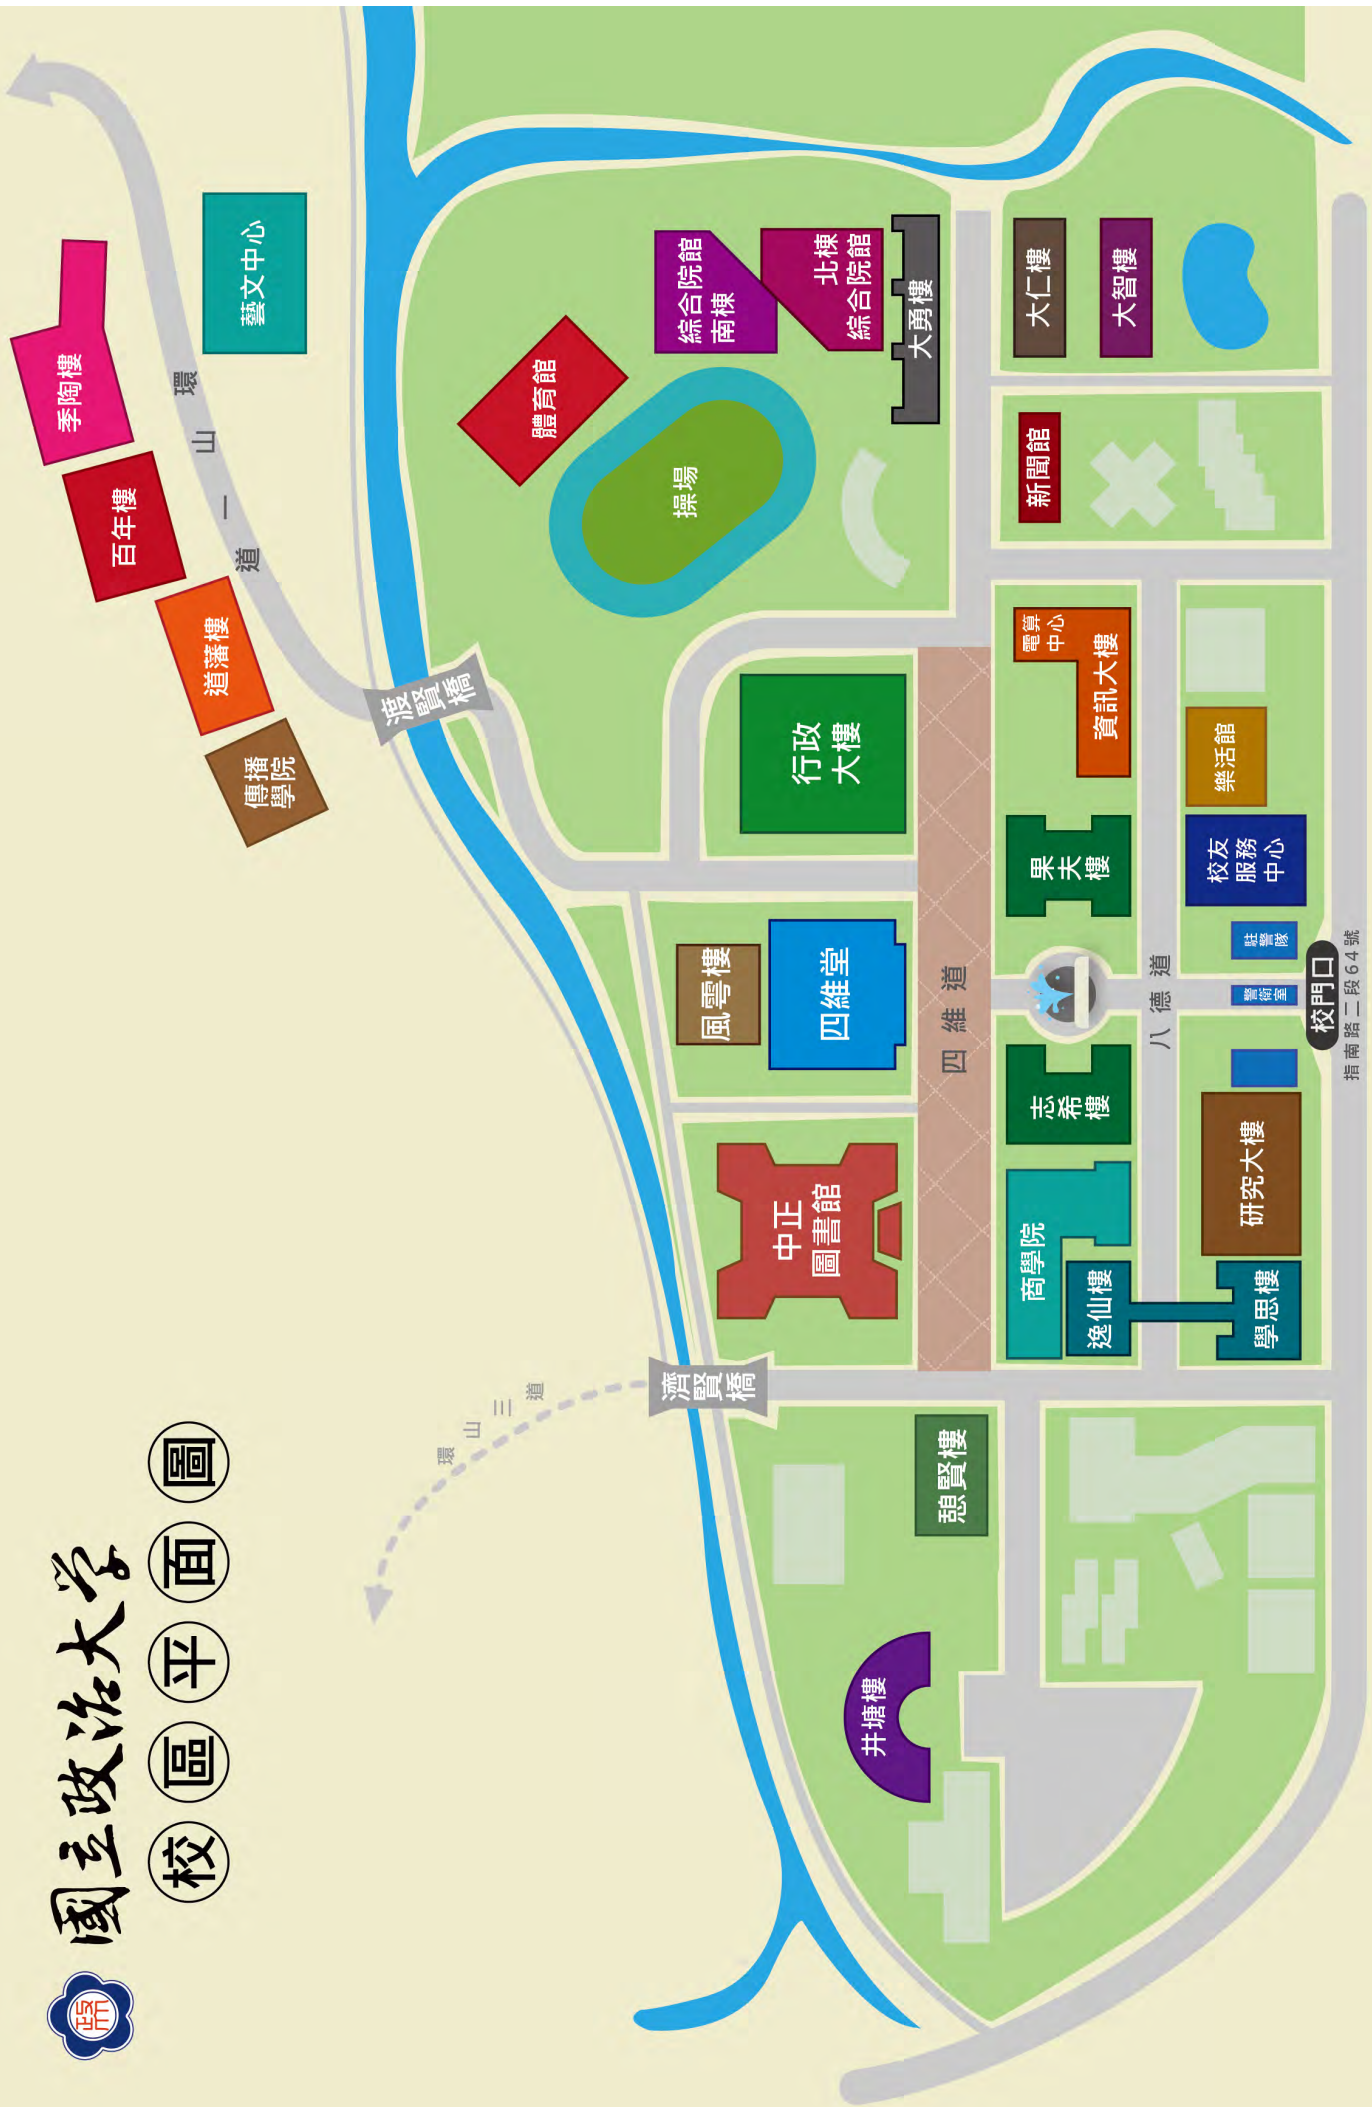 國立政治大學
校區平面圖
政
季陶樓
百年樓
道藩樓
傳播
學院
藝文中心
環山一道
渡賢橋
環山三道
濟賢橋
體育館
操場
綜合院館
南棟
北棟
綜合院館
大勇樓
大仁樓
大智樓
新聞館
行政
大樓
風雩樓
四維堂
中正
圖書館
四維道
電算
中心
資訊大樓
果夫樓
志希樓
商學院
逸仙樓
八德道
樂活館
校友
服務
中心
駐警隊
警衛室
研究大樓
學思樓
校門口
指南路二段64號
憩賢樓
井塘樓